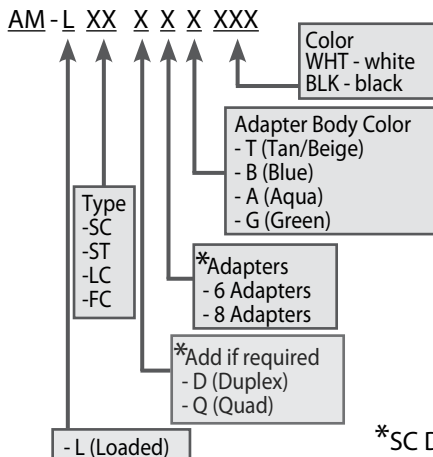 AM - L XX X X X XXX
Color
WHT - white
BLK - black
Adapter Body Color
- T (Tan/Beige)
- B (Blue)
- A (Aqua)
- G (Green)
Type
-SC
-ST
-LC
-FC
*Adapters
- 6 Adapters
- 8 Adapters
*Add if required
- D (Duplex)
- Q (Quad)
- L (Loaded)
*SC